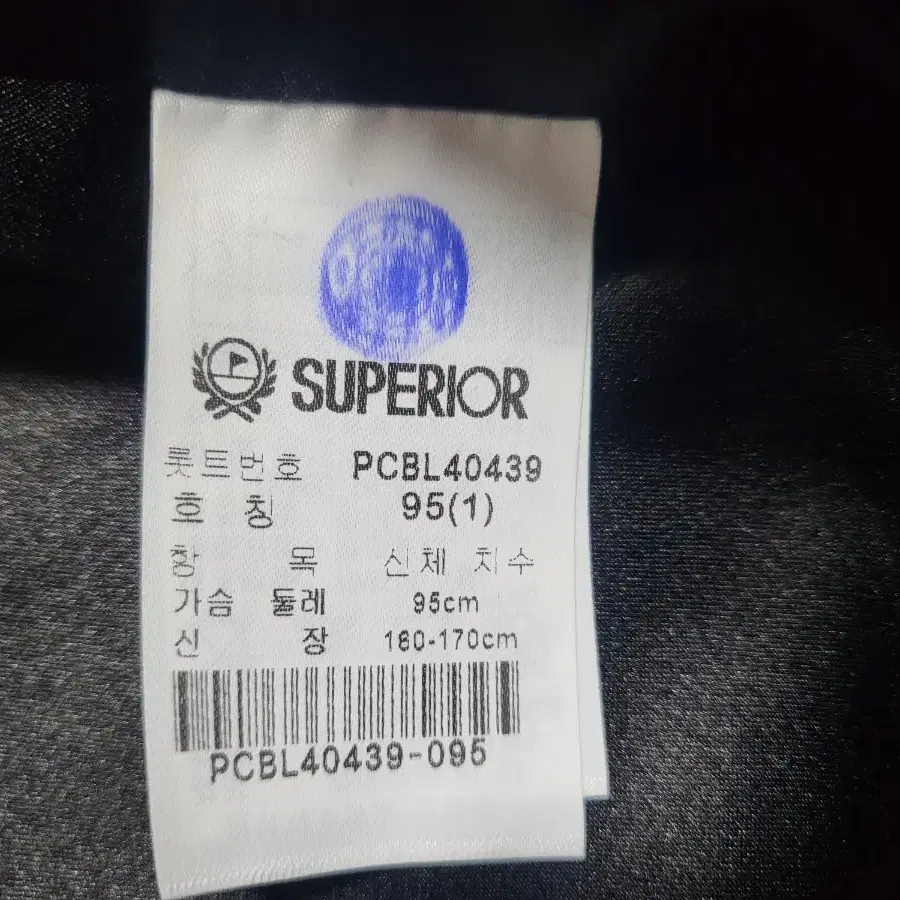 SUPERIOR
롯트번호 PCBL40439
호 칭 95(1)
항 목 신체 치수
가슴 둘레 95cm
신 장 160-170cm
PCBL40439-095